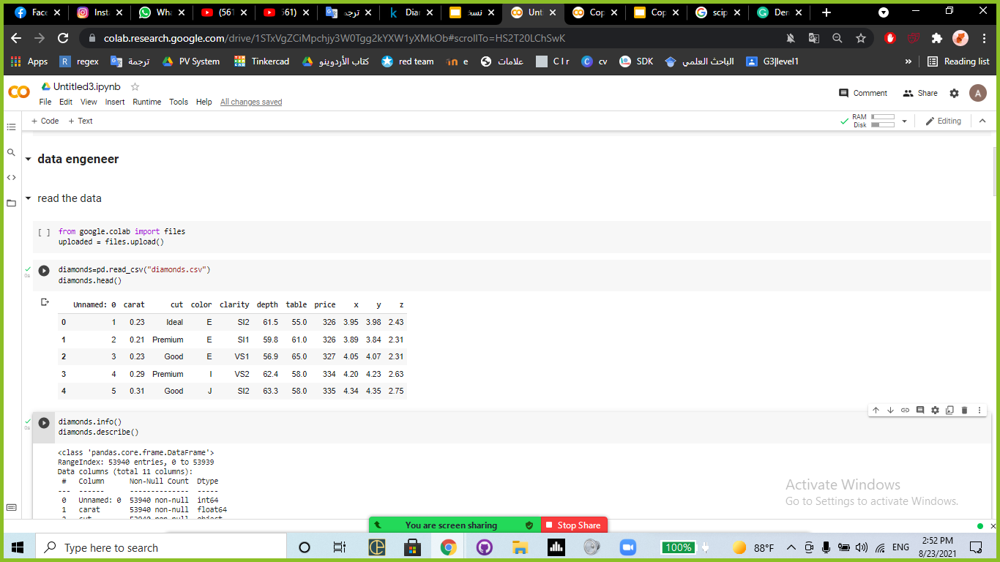 Face
Inst
Wha
(561
561)
ترجمة
Diar
نسخ
Unt
Cop
Cop
scip
Den
colab.research.google.com/drive/1STxVgZCiMpchjy3W0Tgg2kYXW1yXMkOb#scrollTo=HS2T20LChSwK
Apps
regex
ترجمة
PV System
Tinkercad
كتاب الأردوينو
red team
in e
علامات
C l r
cv
SDK
الباحث العلمي
G3|level1
»
Reading list
Untitled3.ipynb
File Edit View Insert Runtime Tools Help All changes saved
Comment
Share
A
+ Code + Text
RAM
Disk
Editing
data engeneer
read the data
[ ] from google.colab import files
uploaded = files.upload()
0s
diamonds=pd.read_csv("diamonds.csv")
diamonds.head()
Unnamed: 0 carat cut color clarity depth table price x y z
0 1 0.23 Ideal E SI2 61.5 55.0 326 3.95 3.98 2.43
1 2 0.21 Premium E SI1 59.8 61.0 326 3.89 3.84 2.31
2 3 0.23 Good E VS1 56.9 65.0 327 4.05 4.07 2.31
3 4 0.29 Premium I VS2 62.4 58.0 334 4.20 4.23 2.63
4 5 0.31 Good J SI2 63.3 58.0 335 4.34 4.35 2.75
0s
diamonds.info()
diamonds.describe()
<class 'pandas.core.frame.DataFrame'>
RangeIndex: 53940 entries, 0 to 53939
Data columns (total 11 columns):
# Column Non-Null Count Dtype
--- ------ -------------- -----
0 Unnamed: 0 53940 non-null int64
1 carat 53940 non-null float64
Activate Windows
Go to Settings to activate Windows.
You are screen sharing
Stop Share
Type here to search
100%
88°F
ENG
2:52 PM
8/23/2021